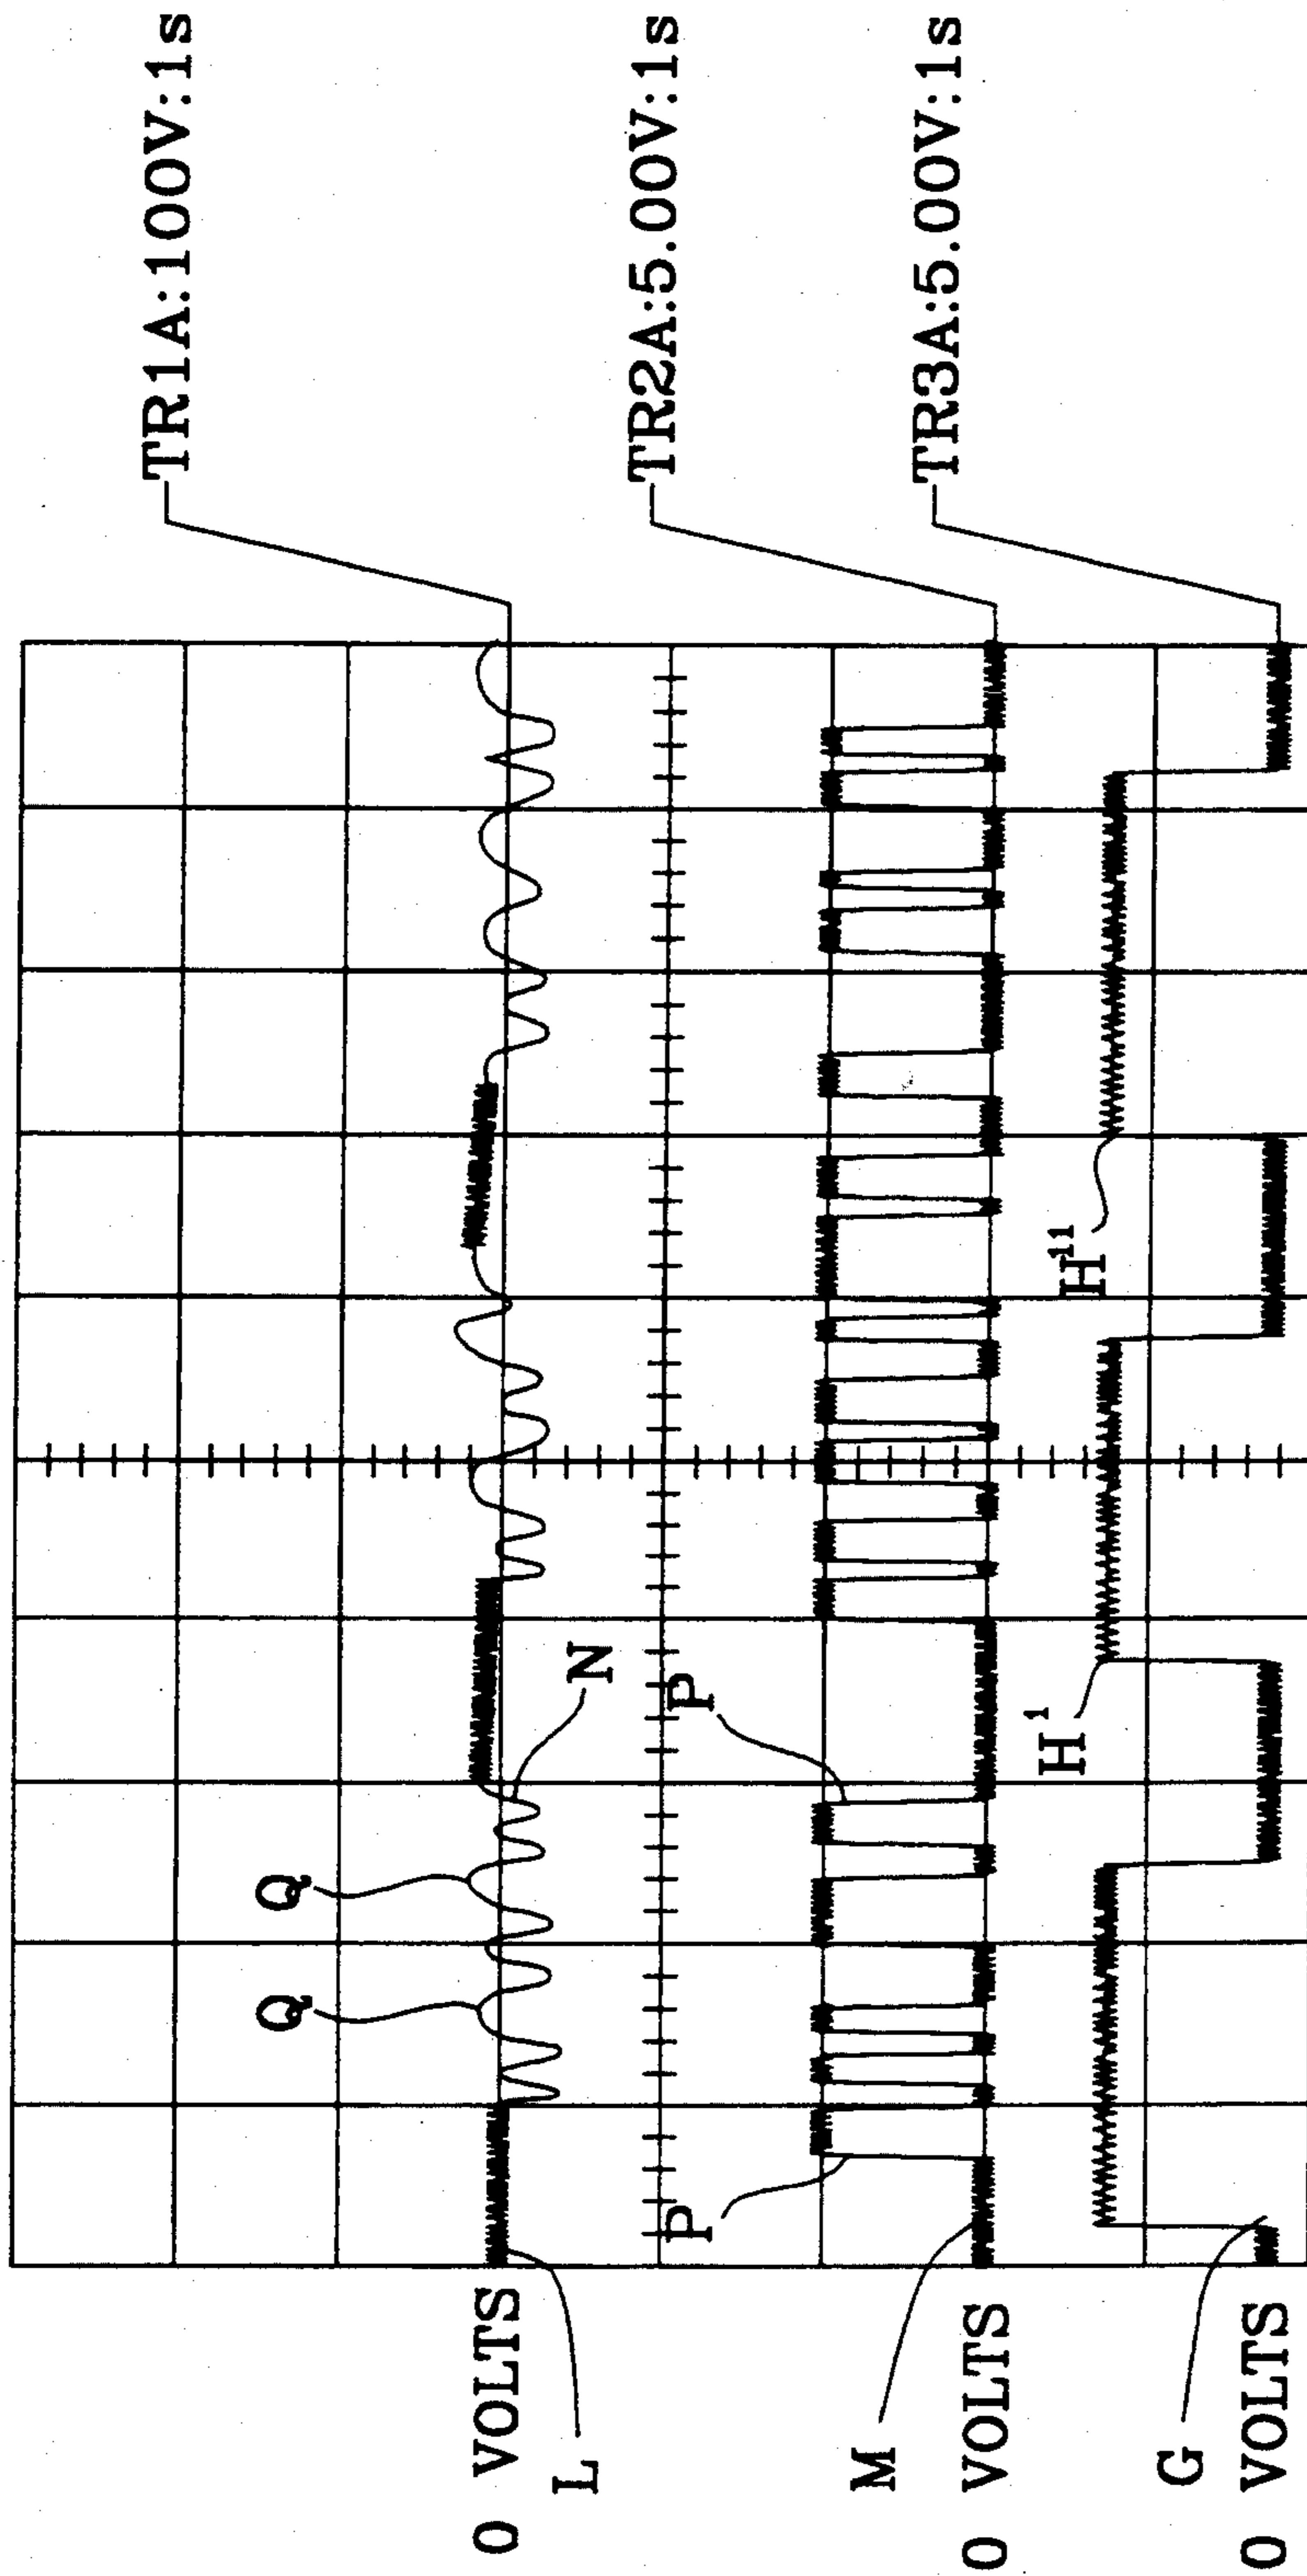 TR1A:100V:1s
TR2A:5.00V:1s
TR3A:5.00V:1s
Q Q
N
P P
H1 H11
0 VOLTS
L
M
0 VOLTS
G
0 VOLTS